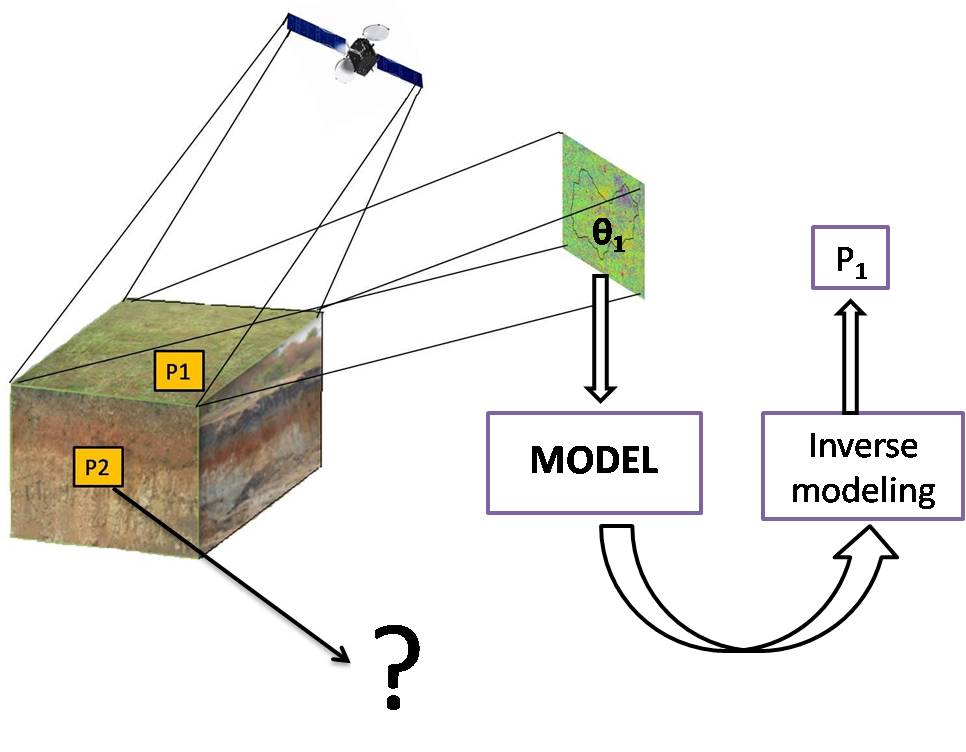 θ₁
P₁
P1
MODEL
Inverse
modeling
P2
?